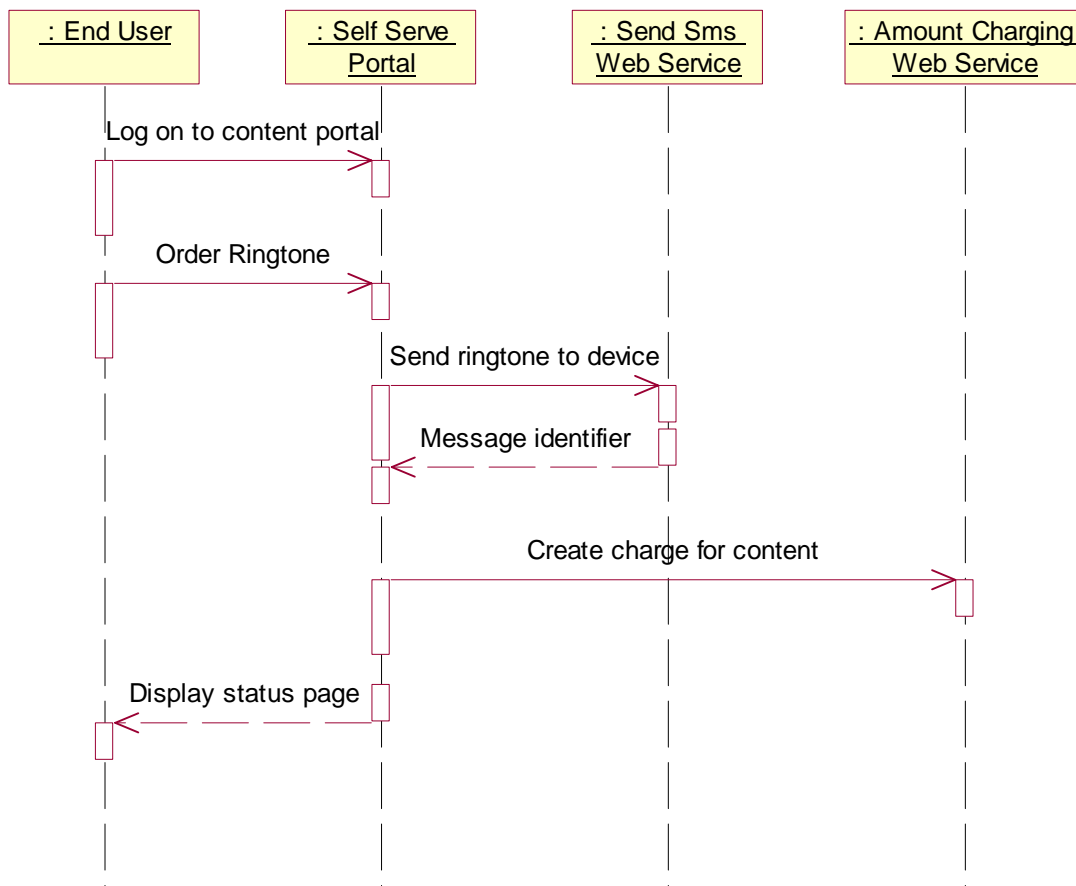 : End User
: Self Serve
Portal
: Send Sms
Web Service
: Amount Charging
Web Service
Log on to content portal
Order Ringtone
Send ringtone to device
Message identifier
Create charge for content
Display status page